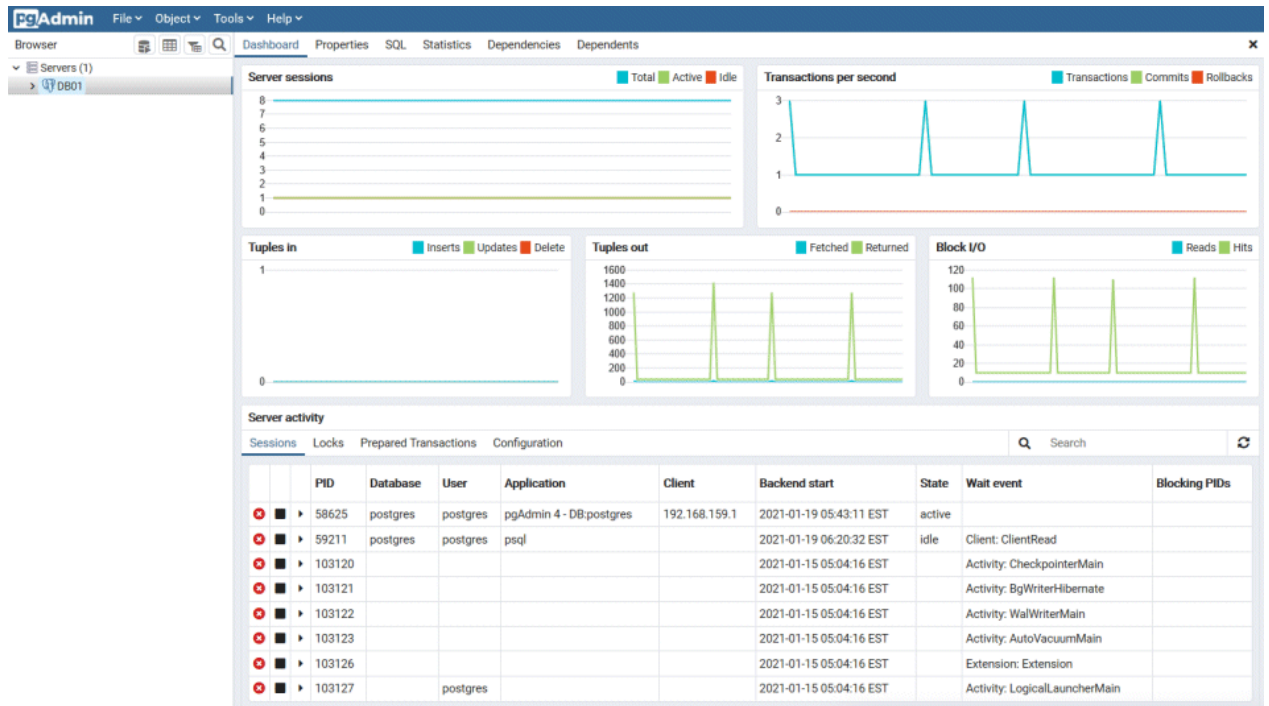 pgAdmin File Object Tools Help
Browser
Dashboard Properties SQL Statistics Dependencies Dependents
Servers (1)
DB01
Server sessions
Total Active Idle
8
7
6
5
4
3
2
1
0
Transactions per second
Transactions Commits Rollbacks
3
2
1
0
Tuples in
Inserts Updates Delete
1
0
Tuples out
Fetched Returned
1600
1400
1200
1000
800
600
400
200
0
Block I/O
Reads Hits
120
100
80
60
40
20
0
Server activity
Sessions Locks Prepared Transactions Configuration Search
PID Database User Application Client Backend start State Wait event Blocking PIDs
58625 postgres postgres pgAdmin 4 - DB:postgres 192.168.159.1 2021-01-19 05:43:11 EST active
59211 postgres postgres psql 2021-01-19 06:20:32 EST idle Client: ClientRead
103120 2021-01-15 05:04:16 EST Activity: CheckpointerMain
103121 2021-01-15 05:04:16 EST Activity: BgWriterHibernate
103122 2021-01-15 05:04:16 EST Activity: WalWriterMain
103123 2021-01-15 05:04:16 EST Activity: AutoVacuumMain
103126 2021-01-15 05:04:16 EST Extension: Extension
103127 postgres 2021-01-15 05:04:16 EST Activity: LogicalLauncherMain